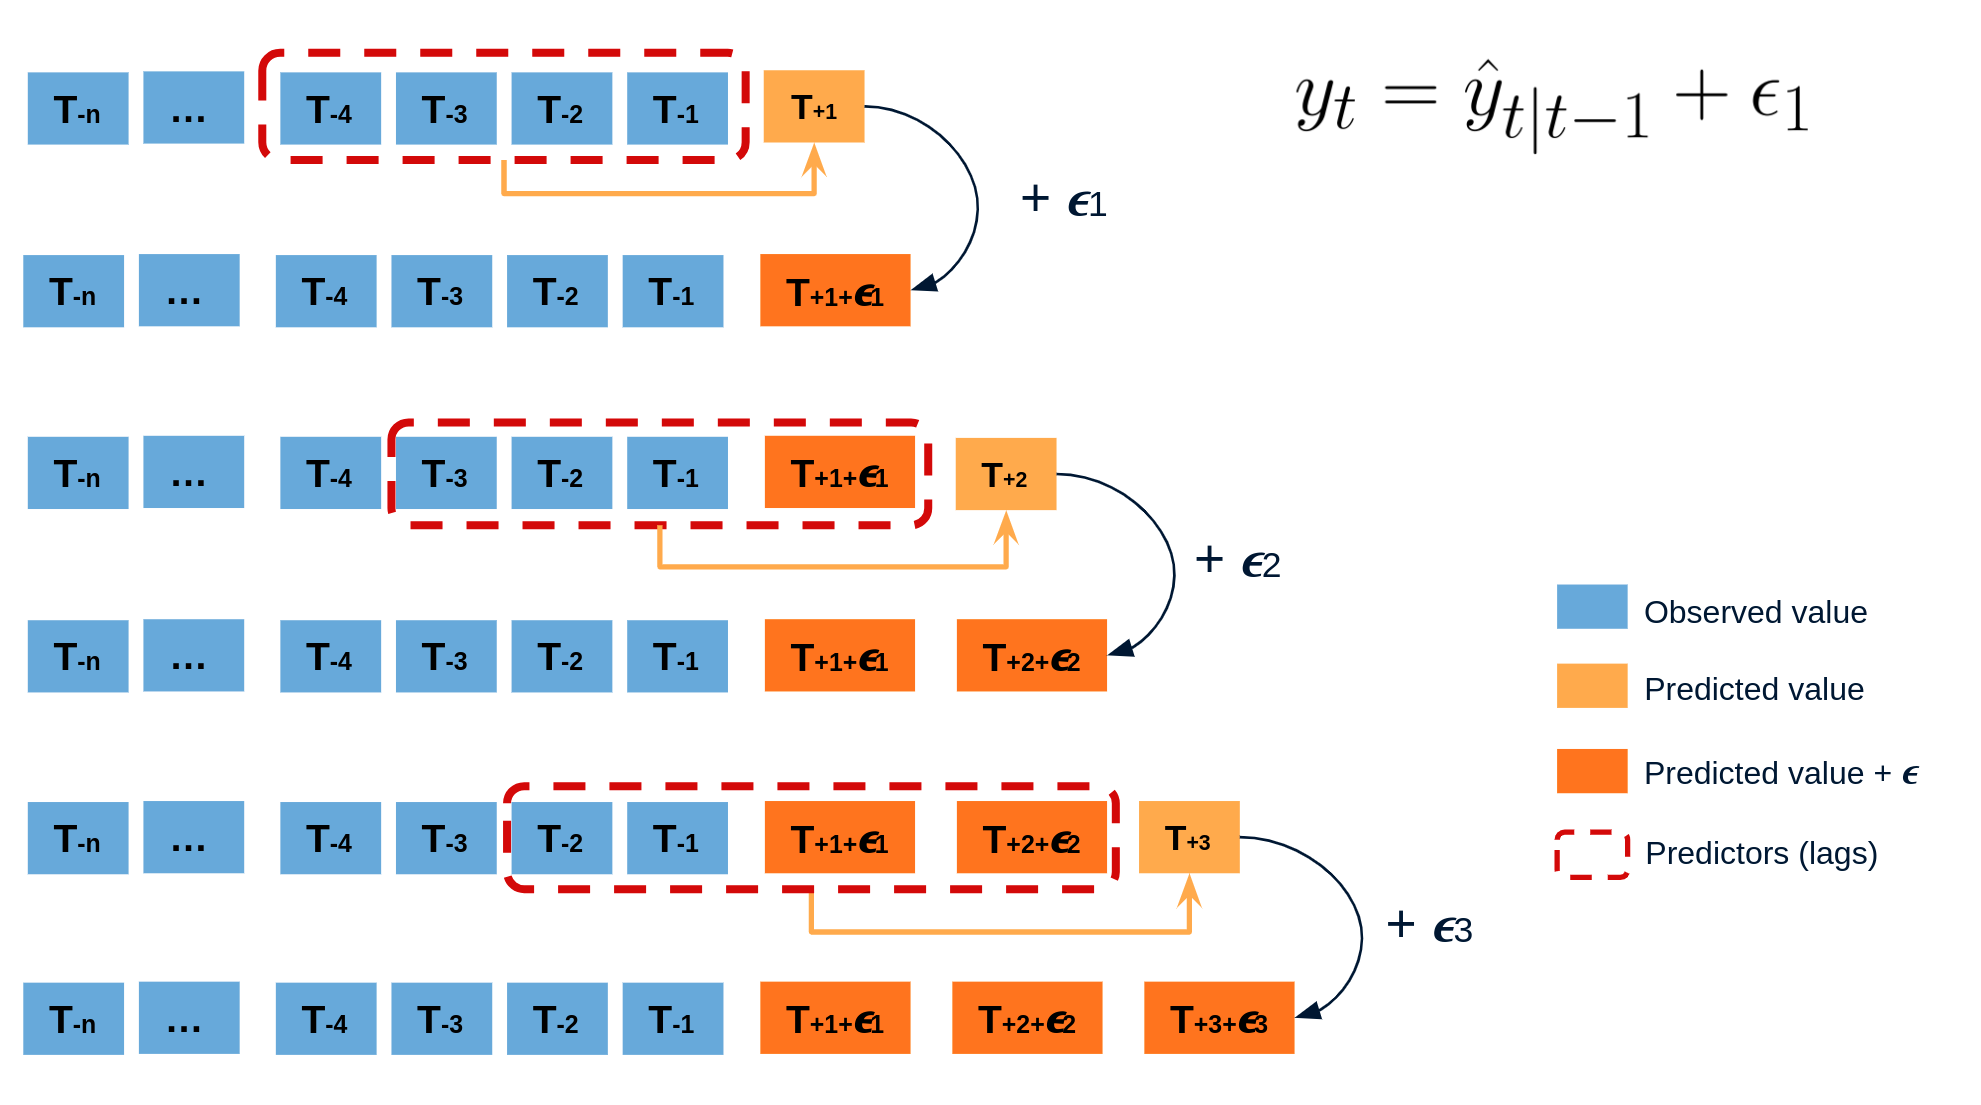 T-n ... T-4 T-3 T-2 T-1 T+1
y_t = ŷ_{t|t−1} + ϵ_1
+ ϵ1
T-n ... T-4 T-3 T-2 T-1 T+1+ϵ1
T-n ... T-4 T-3 T-2 T-1 T+1+ϵ1 T+2
+ ϵ2
T-n ... T-4 T-3 T-2 T-1 T+1+ϵ1 T+2+ϵ2
T-n ... T-4 T-3 T-2 T-1 T+1+ϵ1 T+2+ϵ2 T+3
+ ϵ3
T-n ... T-4 T-3 T-2 T-1 T+1+ϵ1 T+2+ϵ2 T+3+ϵ3
Observed value
Predicted value
Predicted value + ϵ
Predictors (lags)